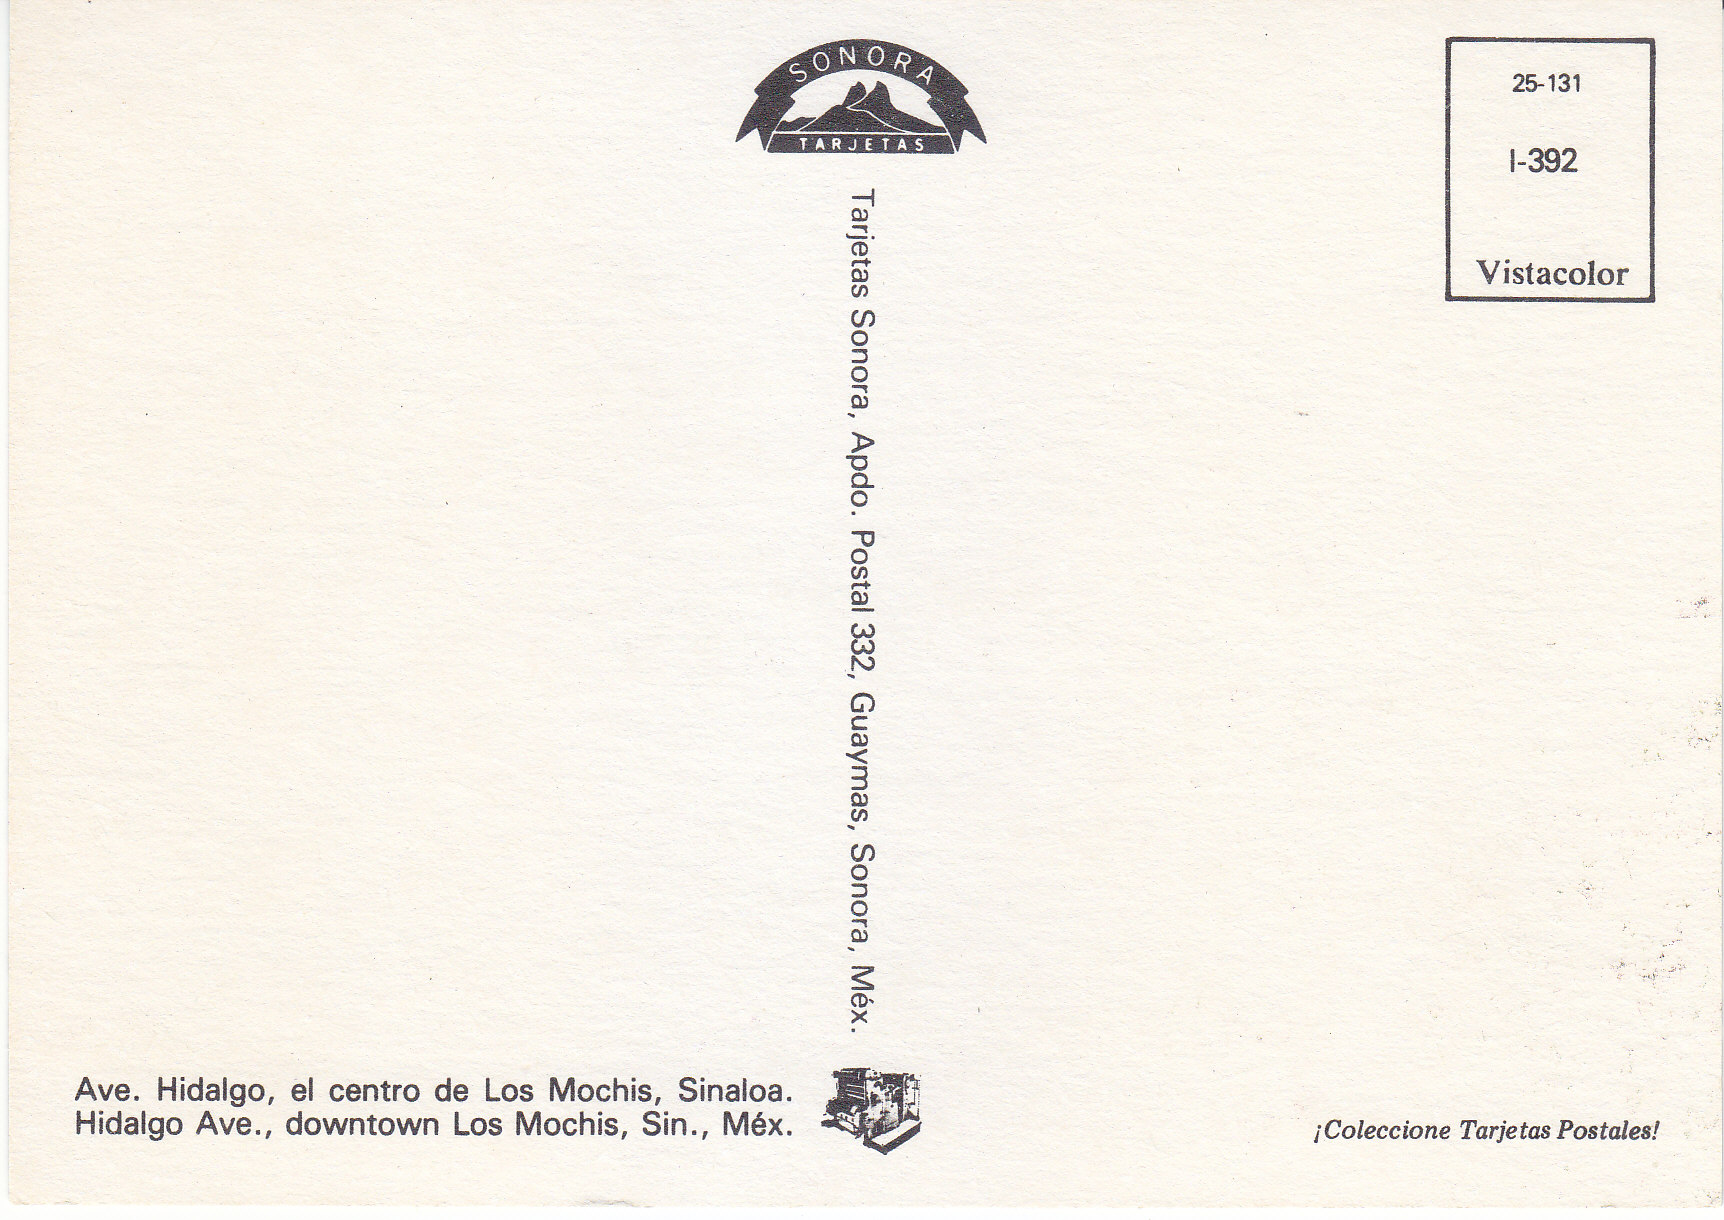 SONORA
TARJETAS
25-131
I-392
Vistacolor
Tarjetas Sonora, Apdo. Postal 332, Guaymas, Sonora, Méx.
Ave. Hidalgo, el centro de Los Mochis, Sinaloa.
Hidalgo Ave., downtown Los Mochis, Sin., Méx.
¡Coleccione Tarjetas Postales!